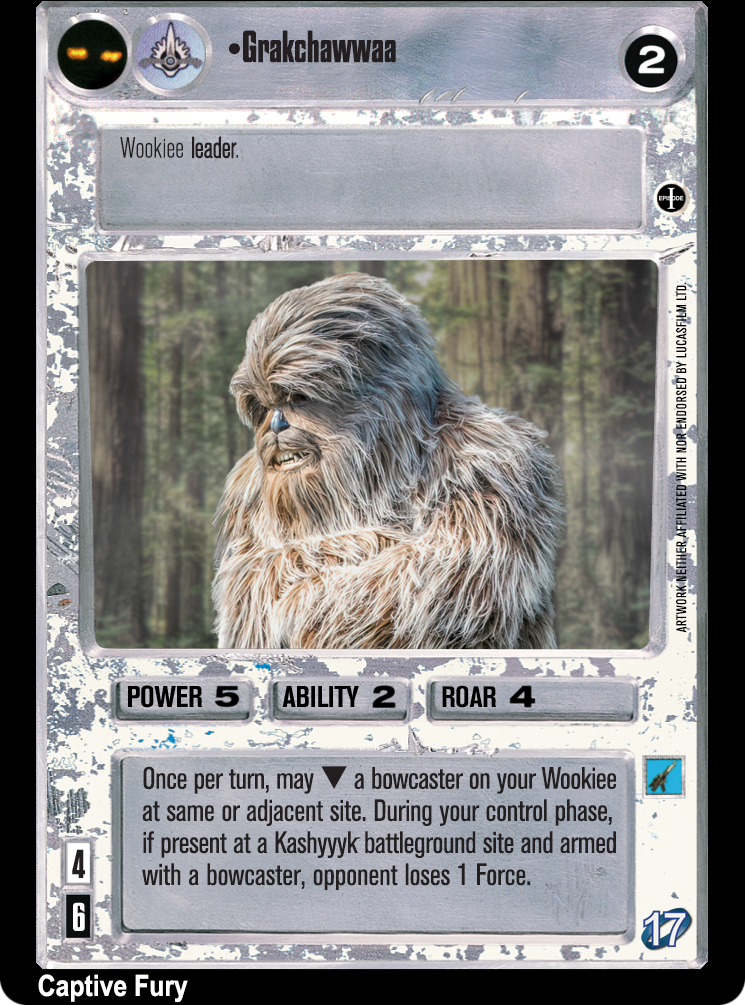 •Grakchawwaa
2
Wookiee leader.
EPISODE I
ARTWORK NEITHER AFFILIATED WITH NOR ENDORSED BY LUCASFILM LTD.
POWER 5 ABILITY 2 ROAR 4
Once per turn, may ▼ a bowcaster on your Wookiee
at same or adjacent site. During your control phase,
if present at a Kashyyyk battleground site and armed
with a bowcaster, opponent loses 1 Force.
4
6
17
Captive Fury